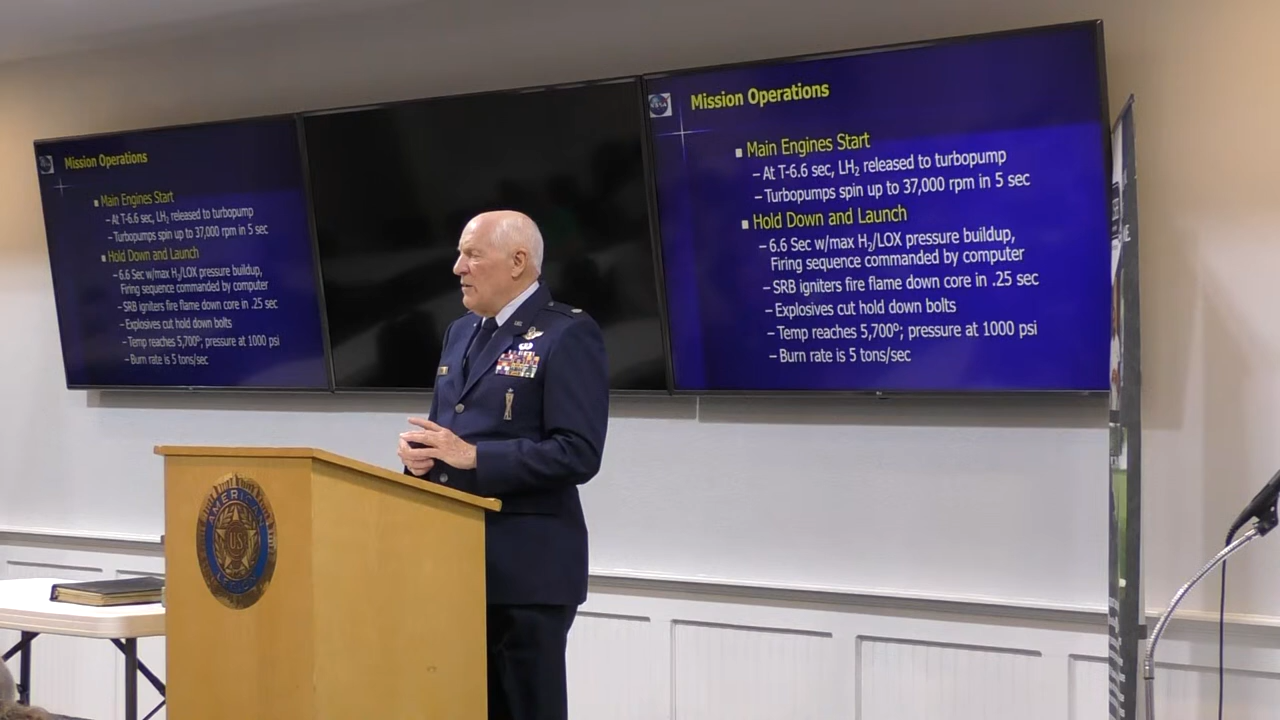 Mission Operations
Main Engines Start
– At T-6.6 sec, LH₂ released to turbopump
– Turbopumps spin up to 37,000 rpm in 5 sec
Hold Down and Launch
– 6.6 Sec w/max H₂/LOX pressure buildup,
Firing sequence commanded by computer
– SRB igniters fire flame down core in .25 sec
– Explosives cut hold down bolts
– Temp reaches 5,700º; pressure at 1000 psi
– Burn rate is 5 tons/sec
Mission Operations
Main Engines Start
– At T-6.6 sec, LH₂ released to turbopump
– Turbopumps spin up to 37,000 rpm in 5 sec
Hold Down and Launch
– 6.6 Sec w/max H₂/LOX pressure buildup,
Firing sequence commanded by computer
– SRB igniters fire flame down core in .25 sec
– Explosives cut hold down bolts
– Temp reaches 5,700º; pressure at 1000 psi
– Burn rate is 5 tons/sec
AMERICAN
US
LEGION